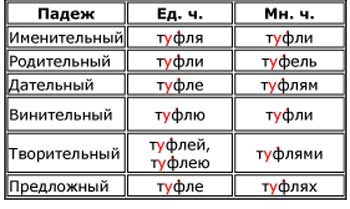 Падеж Ед. ч. Мн. ч.
Именительный туфля туфли
Родительный туфли туфель
Дательный туфле туфлям
Винительный туфлю туфли
Творительный туфлей, туфлею туфлями
Предложный туфле туфлях